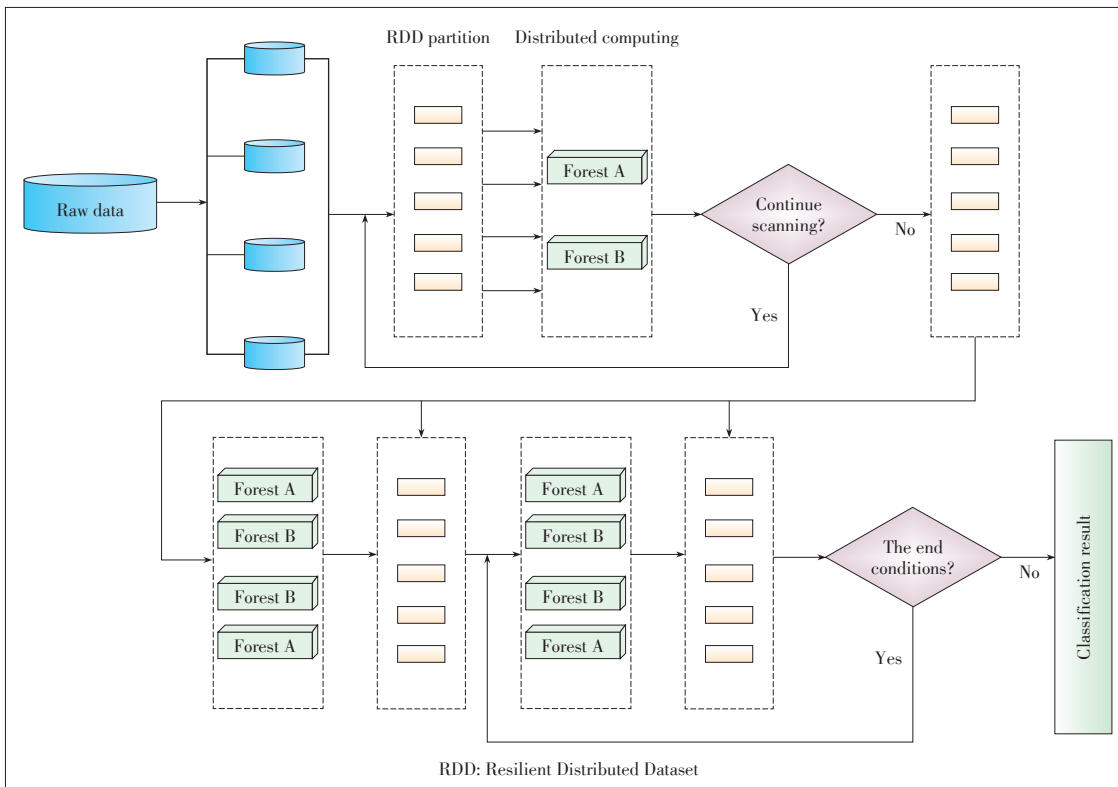 RDD partition
Distributed computing
Raw data
Forest A
Forest B
Continue
scanning?
No
Yes
Forest A
Forest B
Forest B
Forest A
Forest A
Forest B
Forest B
Forest A
The end
conditions?
No
Yes
Classification result
RDD: Resilient Distributed Dataset